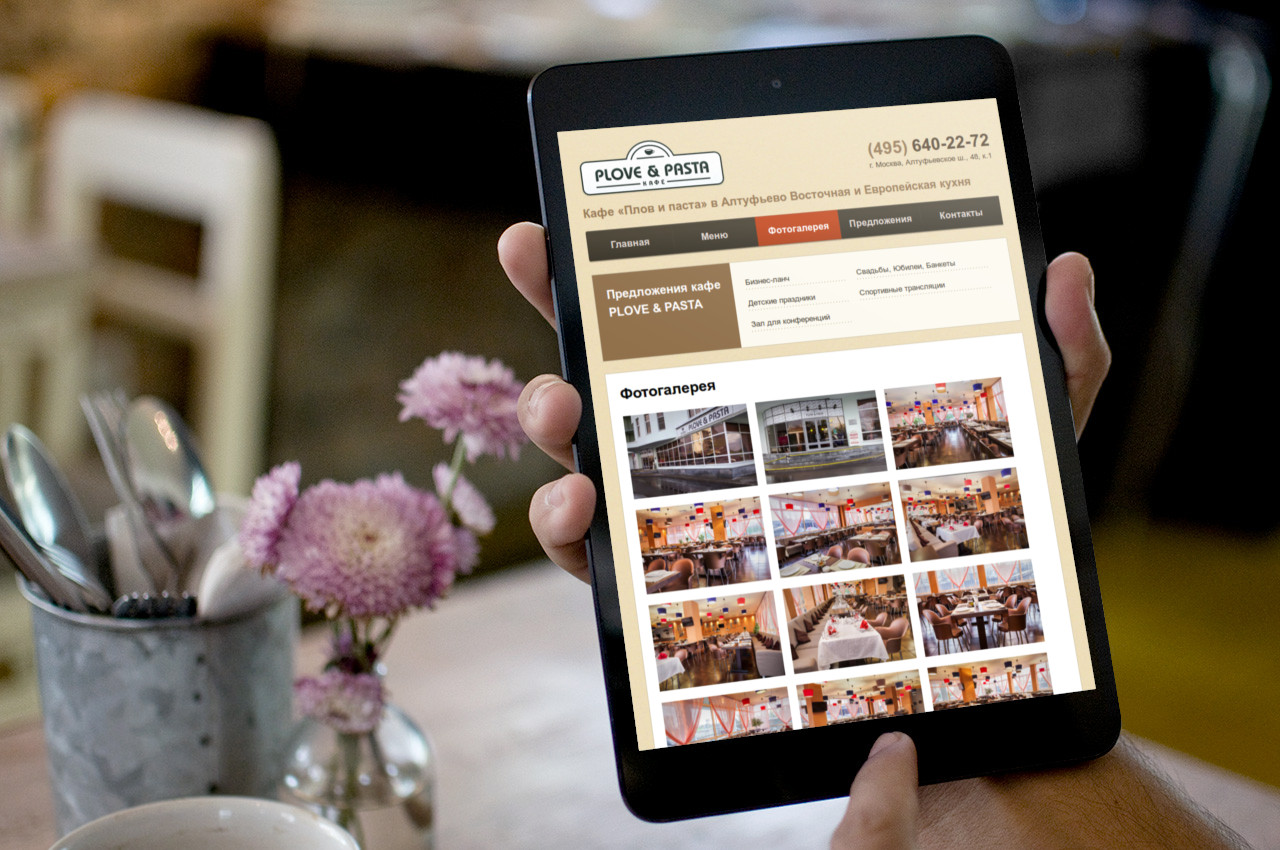 PLOVE & PASTA
КАФЕ
(495) 640-22-72
г. Москва, Алтуфьевское ш., 48, к.1
Кафе «Плов и паста» в Алтуфьево Восточная и Европейская кухня
Главная Меню Фотогалерея Предложения Контакты
Предложения кафе
PLOVE & PASTA
Бизнес-ланч
Детские праздники
Зал для конференций
Свадьбы, Юбилеи, Банкеты
Спортивные трансляции
Фотогалерея
PLOVE & PASTA